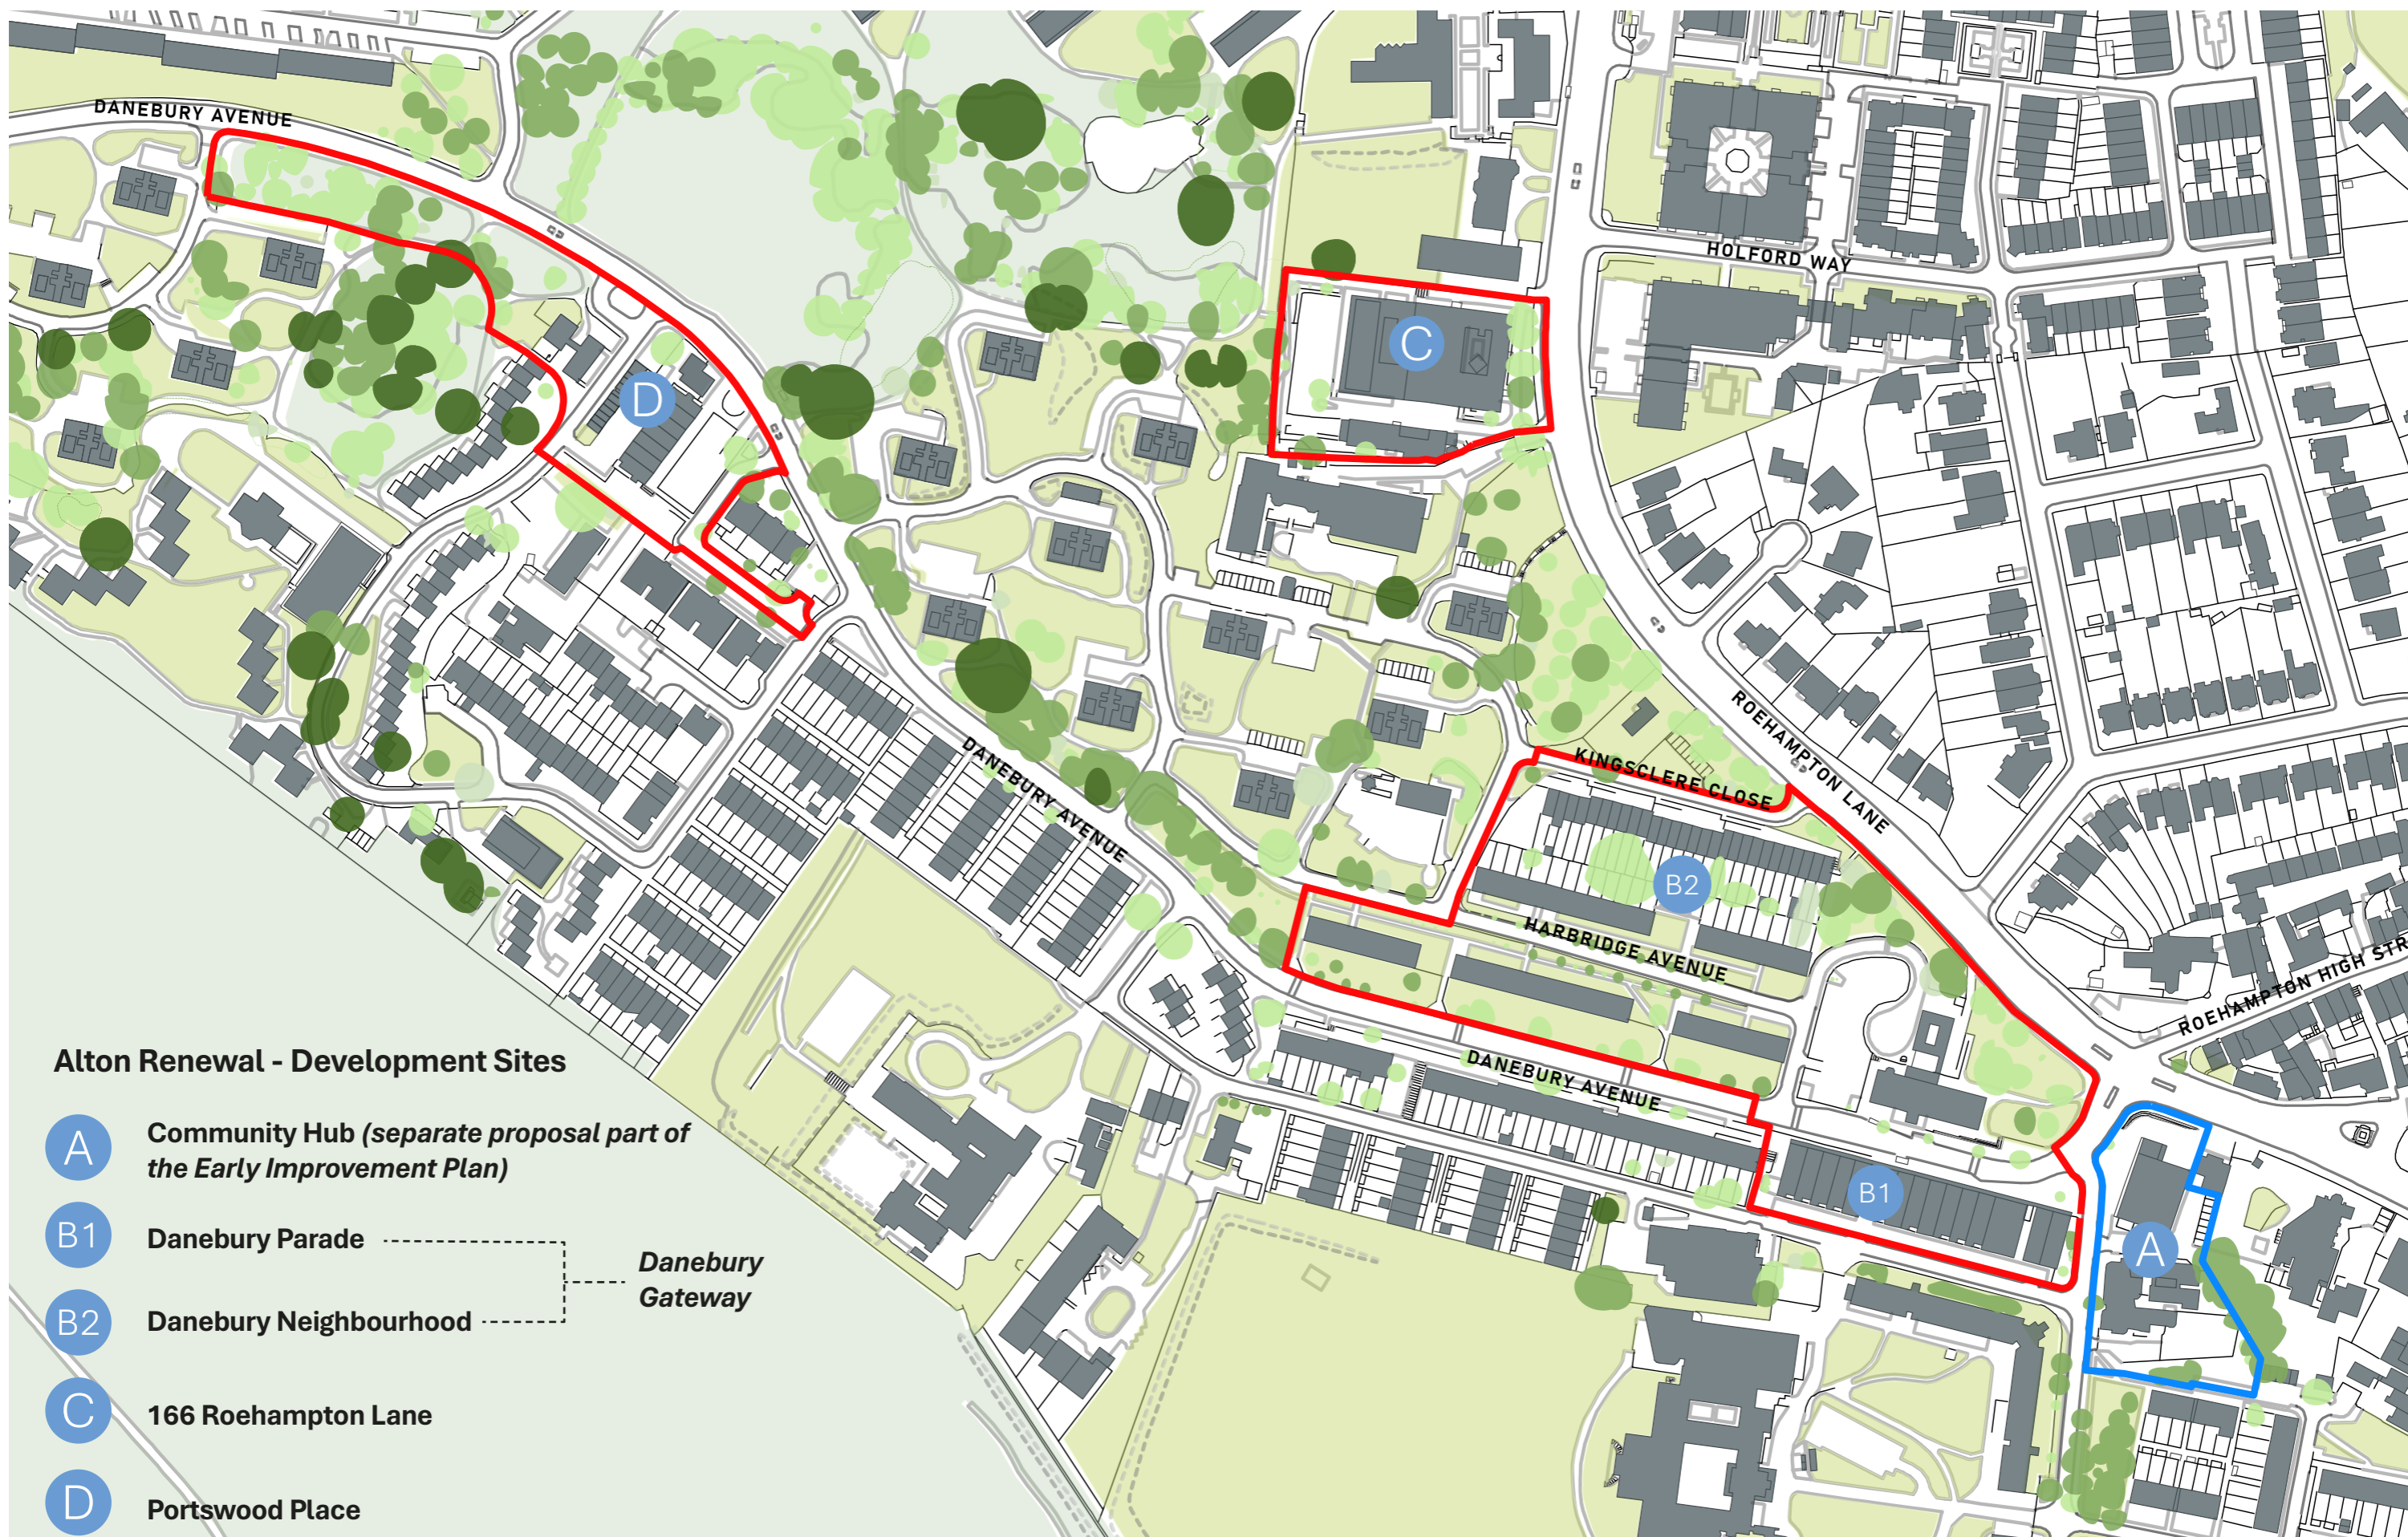 DANEBURY AVENUE
HOLFORD WAY
C
D
ROEHAMPTON LANE
DANEBURY AVENUE
KINGSCLERE CLOSE
B2
HARBRIDGE AVENUE
ROEHAMPTON HIGH STR
DANEBURY AVENUE
B1
A
Alton Renewal - Development Sites
A
Community Hub (separate proposal part of
the Early Improvement Plan)
B1
Danebury Parade
Danebury
Gateway
B2
Danebury Neighbourhood
C
166 Roehampton Lane
D
Portswood Place